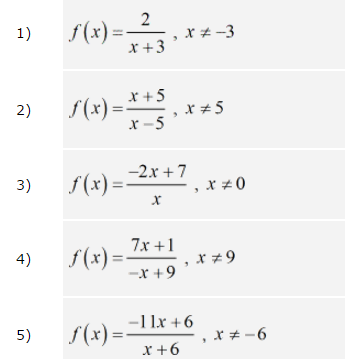 1) f(x) = 2/(x+3) , x ≠ −3
2) f(x) = (x+5)/(x−5) , x ≠ 5
3) f(x) = (−2x+7)/x , x ≠ 0
4) f(x) = (7x+1)/(−x+9) , x ≠ 9
5) f(x) = (−11x+6)/(x+6) , x ≠ −6